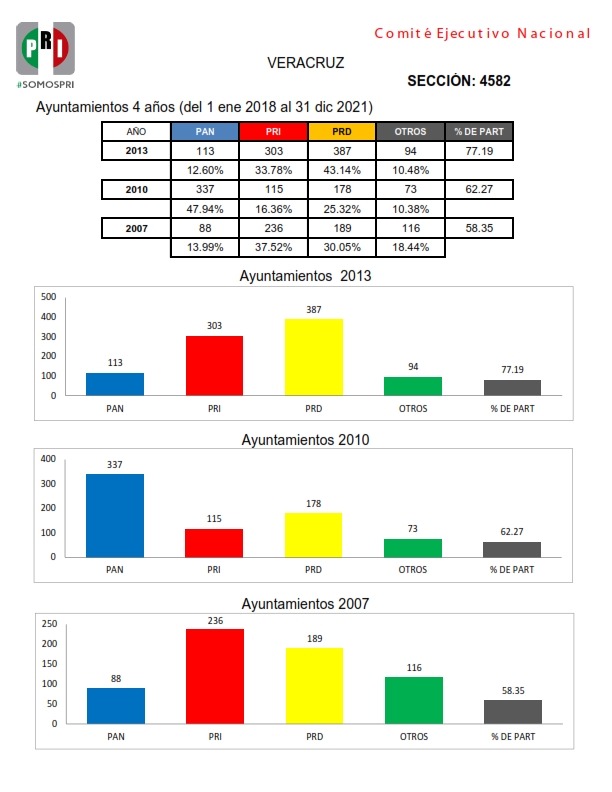 Comité Ejecutivo Nacional
PRI
#SOMOSPRI
VERACRUZ
SECCIÓN: 4582
Ayuntamientos 4 años (del 1 ene 2018 al 31 dic 2021)
AÑO PAN PRI PRD OTROS % DE PART
2013 113 303 387 94 77.19
12.60% 33.78% 43.14% 10.48%
2010 337 115 178 73 62.27
47.94% 16.36% 25.32% 10.38%
2007 88 236 189 116 58.35
13.99% 37.52% 30.05% 18.44%
Ayuntamientos 2013
500
400
300
200
100
0
113 303 387 94 77.19
PAN PRI PRD OTROS % DE PART
Ayuntamientos 2010
400
300
200
100
0
337 115 178 73 62.27
PAN PRI PRD OTROS % DE PART
Ayuntamientos 2007
250
200
150
100
50
0
88 236 189 116 58.35
PAN PRI PRD OTROS % DE PART